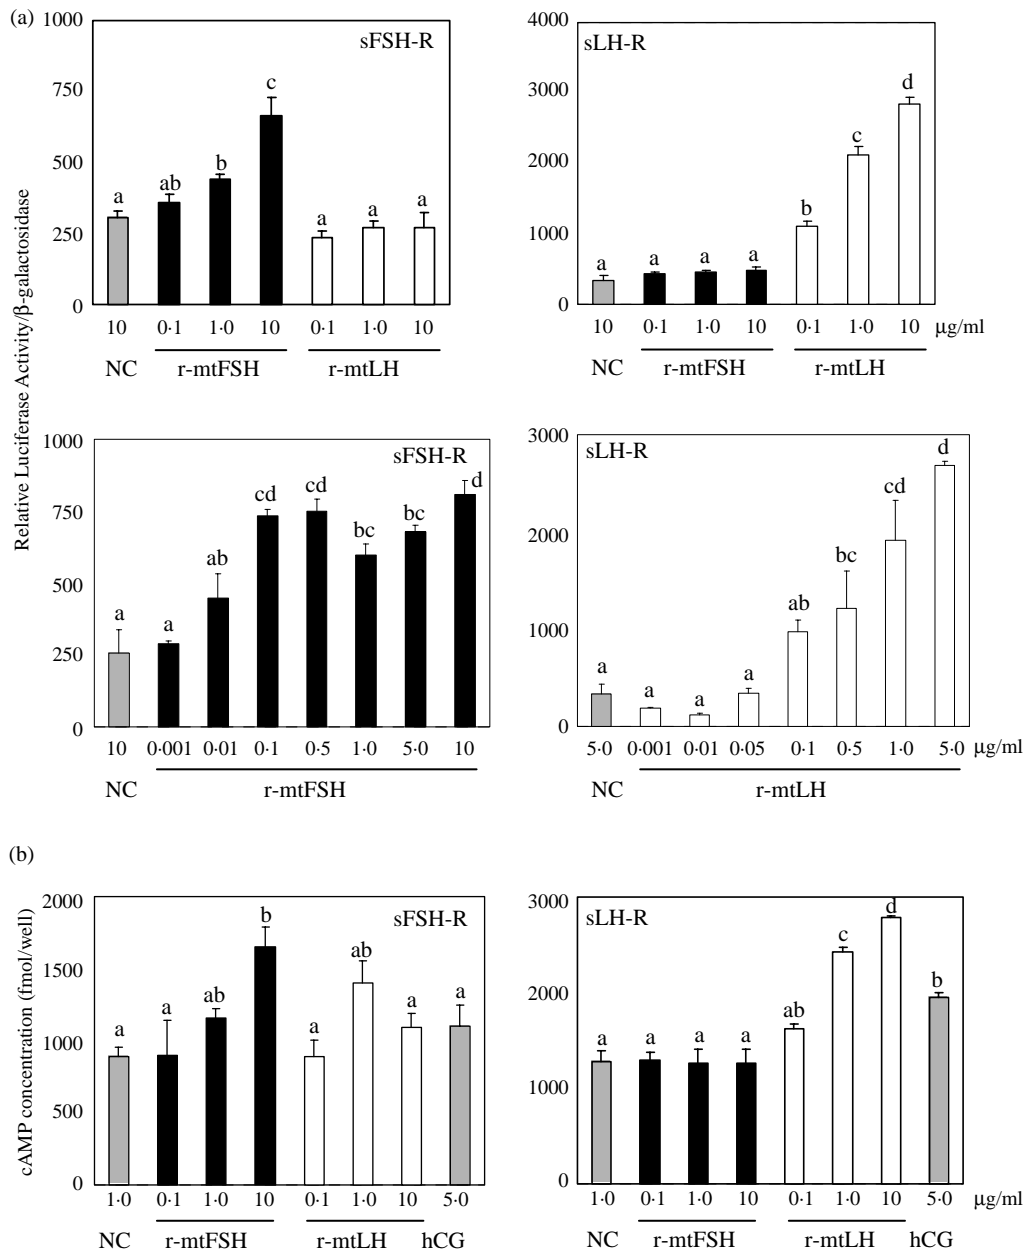 (a)
Relative Luciferase Activity/β-galactosidase
1000
750
500
250
0
sFSH-R
a
ab
b
c
a
a
a
10 0·1 1·0 10 0·1 1·0 10
NC r-mtFSH r-mtLH
4000
3000
2000
1000
0
sLH-R
a
a
a
a
b
c
d
10 0·1 1·0 10 0·1 1·0 10 μg/ml
NC r-mtFSH r-mtLH
1000
750
500
250
0
sFSH-R
a
a
ab
cd
cd
bc
bc
d
10 0·001 0·01 0·1 0·5 1·0 5·0 10
NC r-mtFSH
3000
2000
1000
0
sLH-R
a
a
a
a
ab
bc
cd
d
5·0 0·001 0·01 0·05 0·1 0·5 1·0 5·0 μg/ml
NC r-mtLH
(b)
cAMP concentration (fmol/well)
2000
1500
1000
500
0
sFSH-R
a
a
ab
b
a
ab
a
a
1·0 0·1 1·0 10 0·1 1·0 10 5·0
NC r-mtFSH r-mtLH hCG
3000
2000
1000
0
sLH-R
a
a
a
a
ab
c
d
b
1·0 0·1 1·0 10 0·1 1·0 10 5·0 μg/ml
NC r-mtFSH r-mtLH hCG